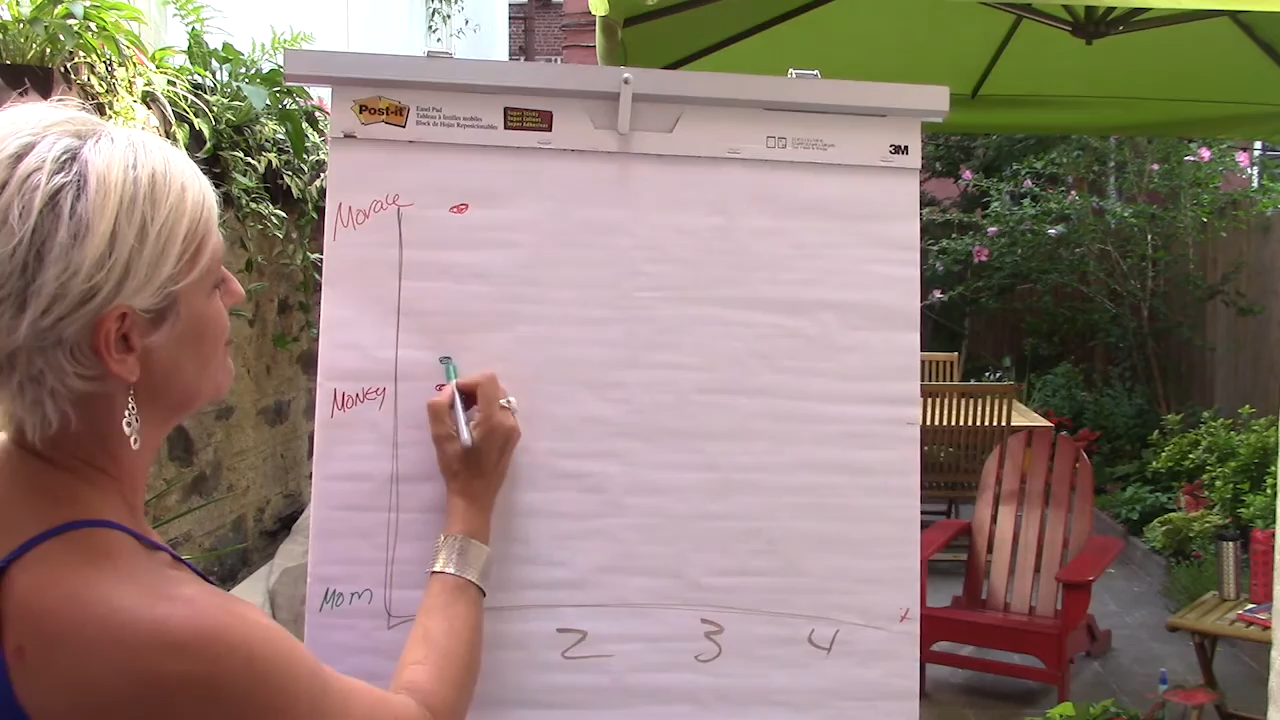 Post-it
Easel Pad
Tableau à feuilles mobiles
Block de Hojas Reposicionables
Super Sticky
3M
Morale
Money
Mom
2 3 4
x